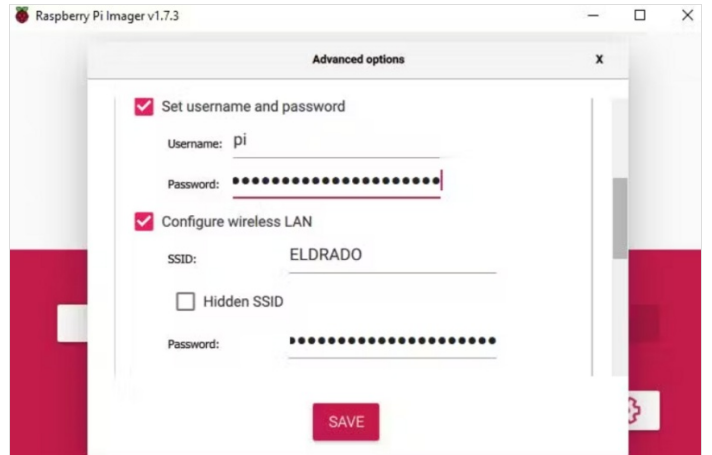 Raspberry Pi Imager v1.7.3
Advanced options
X
Set username and password
Username: pi
Password: •••••••••••••••••••••
Configure wireless LAN
SSID: ELDRADO
Hidden SSID
Password: •••••••••••••••••••••
SAVE